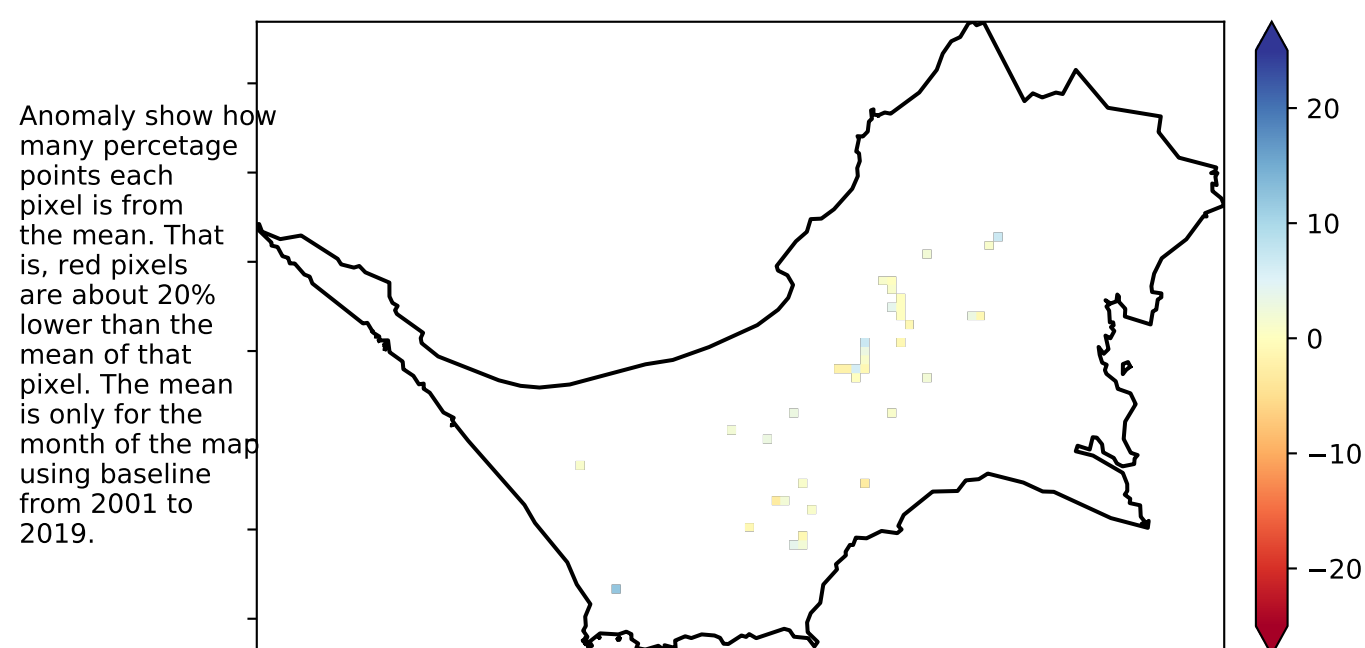 Anomaly show how
many percetage
points each
pixel is from
the mean. That
is, red pixels
are about 20%
lower than the
mean of that
pixel. The mean
is only for the
month of the map
using baseline
from 2001 to
2019.
20
10
0
−10
−20